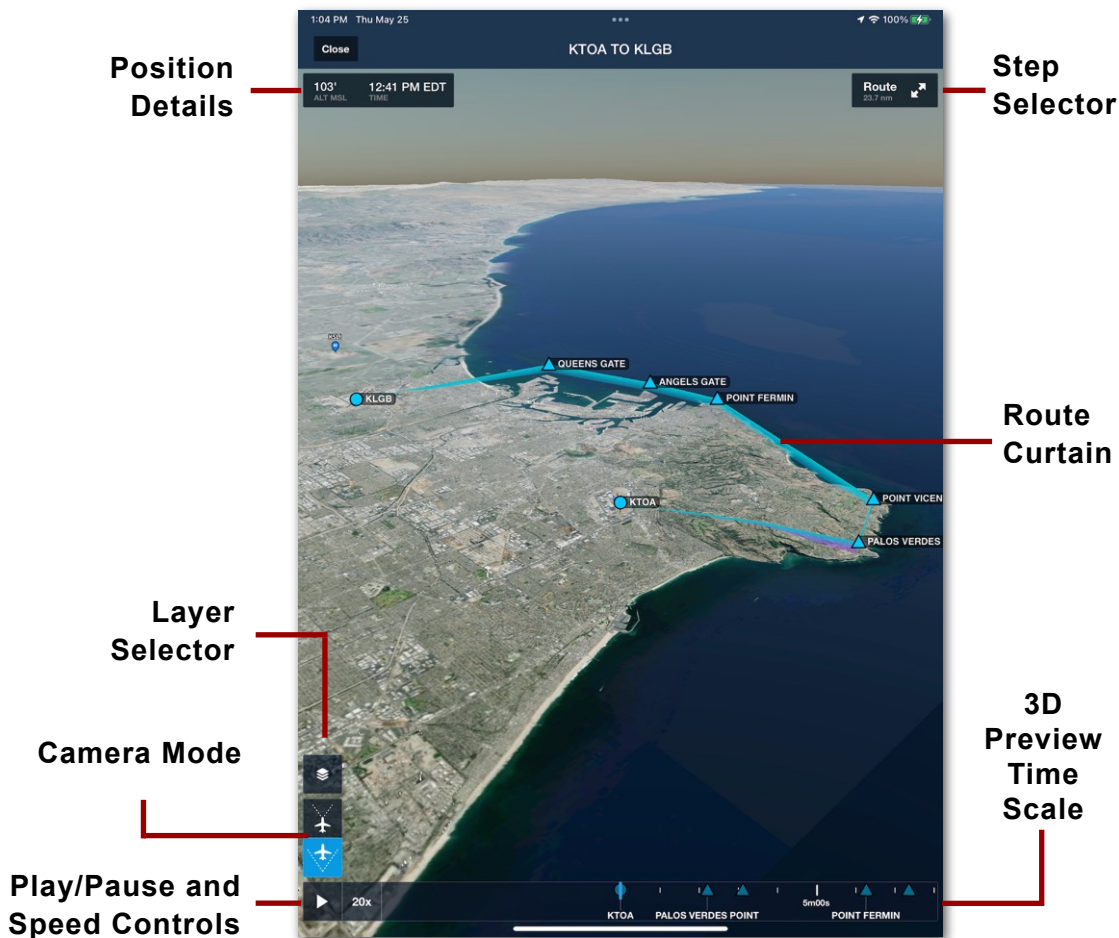 1:04 PM Thu May 25
100%
Close
KTOA TO KLGB
Position
Details
103'
ALT MSL
12:41 PM EDT
TIME
Route
23.7 nm
Step
Selector
QUEENS GATE
ANGELS GATE
KLGB
POINT FERMIN
Route
Curtain
KTOA
POINT VICEN
PALOS VERDES
Layer
Selector
Camera Mode
3D
Preview
Time
Scale
Play/Pause and
Speed Controls
20x
5m00s
KTOA
PALOS VERDES POINT
POINT FERMIN